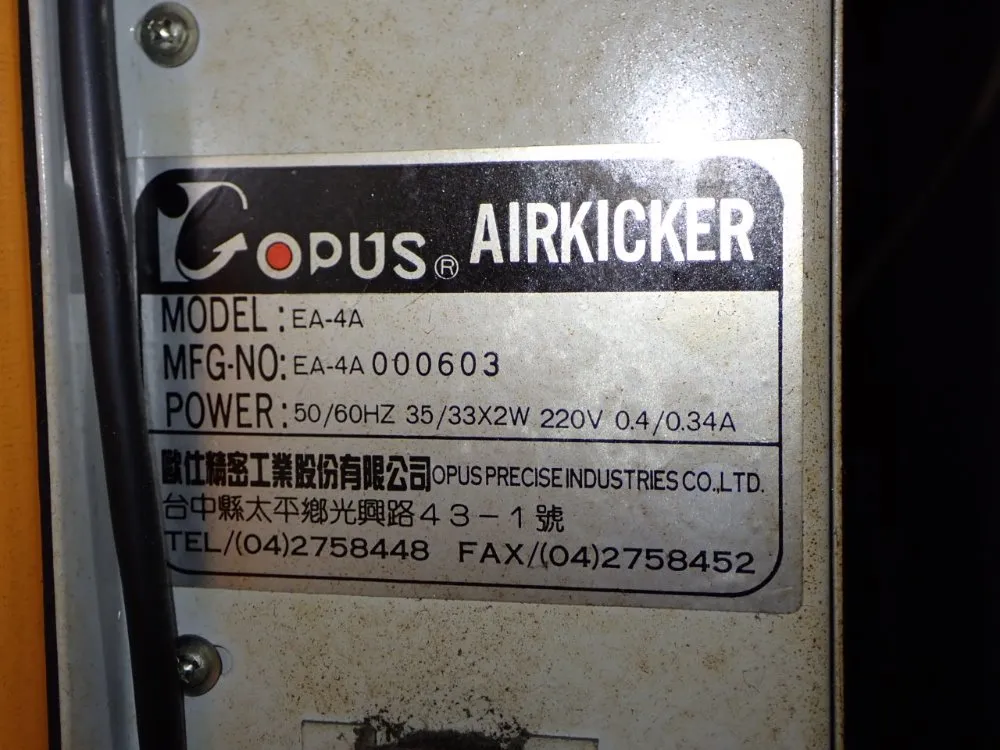 OPUS® AIRKICKER
MODEL : EA-4A
MFG-NO: EA-4A 000603
POWER : 50/60HZ 35/33X2W 220V 0.4/0.34A
歐仕精密工業股份有限公司 OPUS PRECISE INDUSTRIES CO.,LTD.
台中縣太平鄉光興路43-1號
TEL/(04)2758448 FAX/(04)2758452